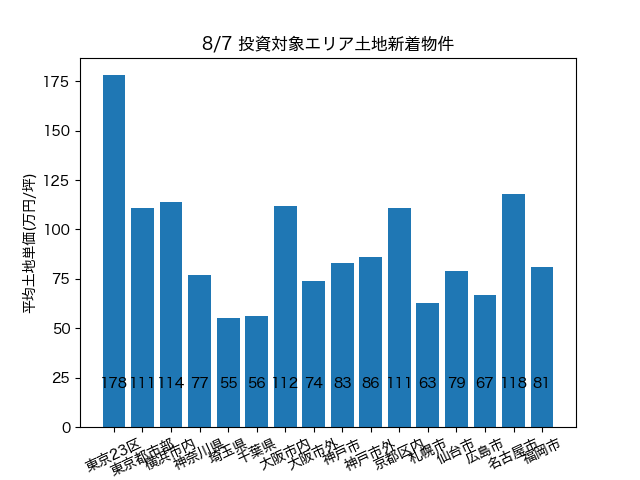 8/7 投資対象エリア土地新着物件
平均土地単価(万円/坪)
175
150
125
100
75
50
25
0
178 111 114 77 55 56 112 74 83 86 111 63 79 67 118 81
東京23区
東京都市部
横浜市内
神奈川県
埼玉県
千葉県
大阪市内
大阪市外
神戸市
神戸市外
京都区内
札幌市
仙台市
広島市
名古屋市
福岡市